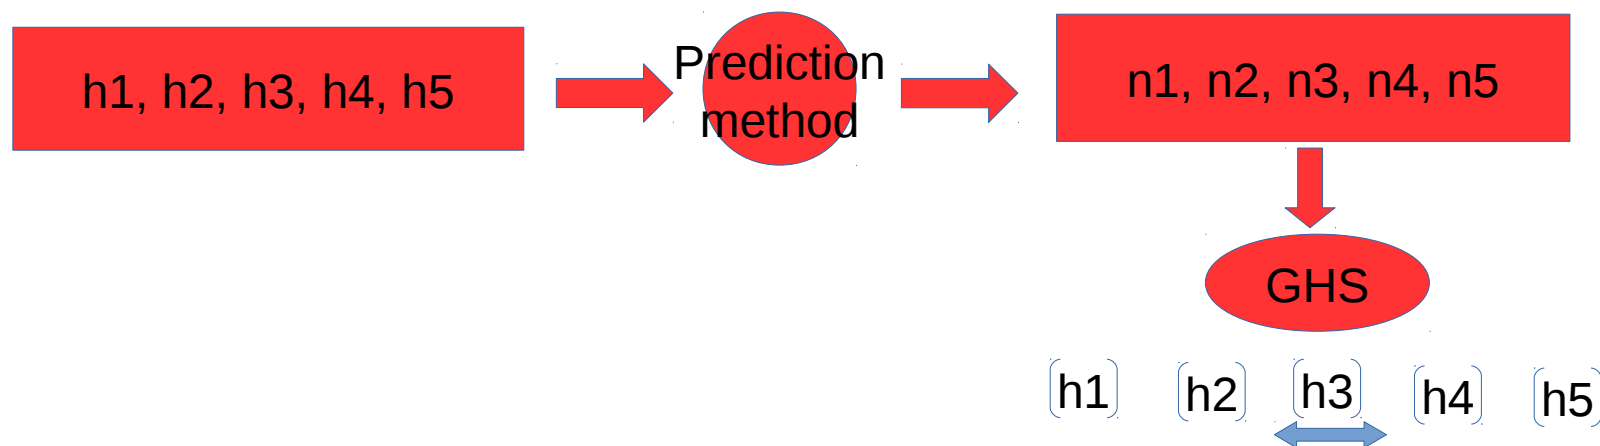 h1, h2, h3, h4, h5
Prediction
method
n1, n2, n3, n4, n5
GHS
h1 h2 h3 h4 h5